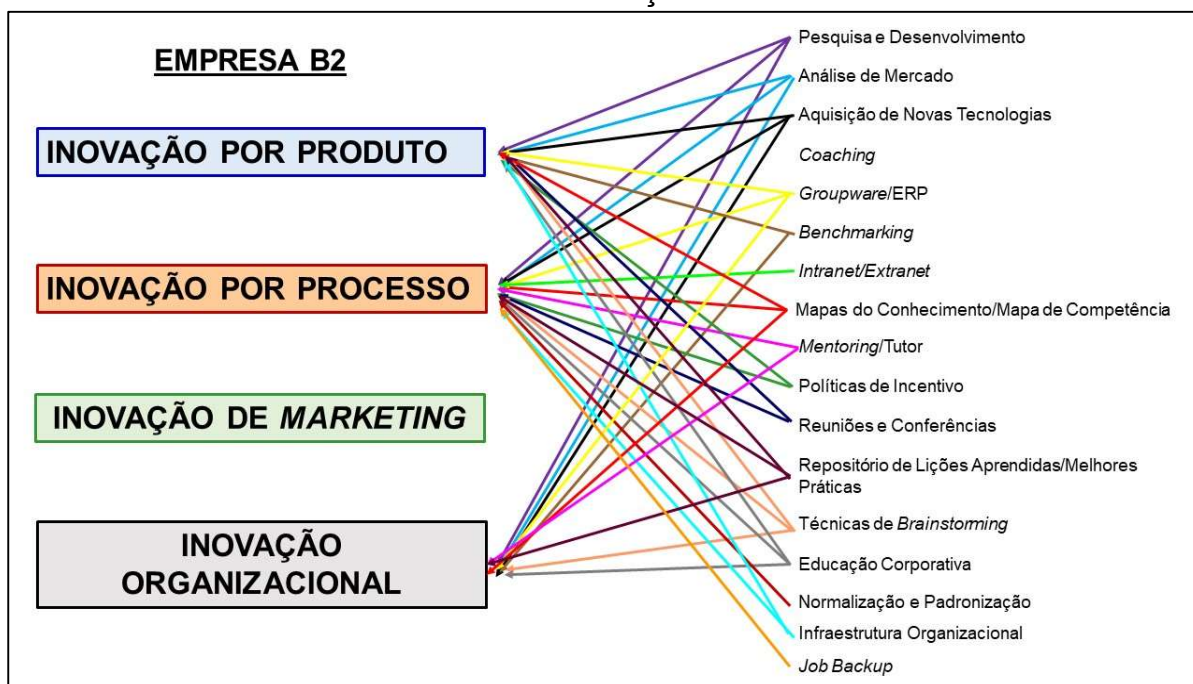 EMPRESA B2
INOVAÇÃO POR PRODUTO
INOVAÇÃO POR PROCESSO
INOVAÇÃO DE MARKETING
INOVAÇÃO
ORGANIZACIONAL
Pesquisa e Desenvolvimento
Análise de Mercado
Aquisição de Novas Tecnologias
Coaching
Groupware/ERP
Benchmarking
Intranet/Extranet
Mapas do Conhecimento/Mapa de Competência
Mentoring/Tutor
Políticas de Incentivo
Reuniões e Conferências
Repositório de Lições Aprendidas/Melhores
Práticas
Técnicas de Brainstorming
Educação Corporativa
Normalização e Padronização
Infraestrutura Organizacional
Job Backup